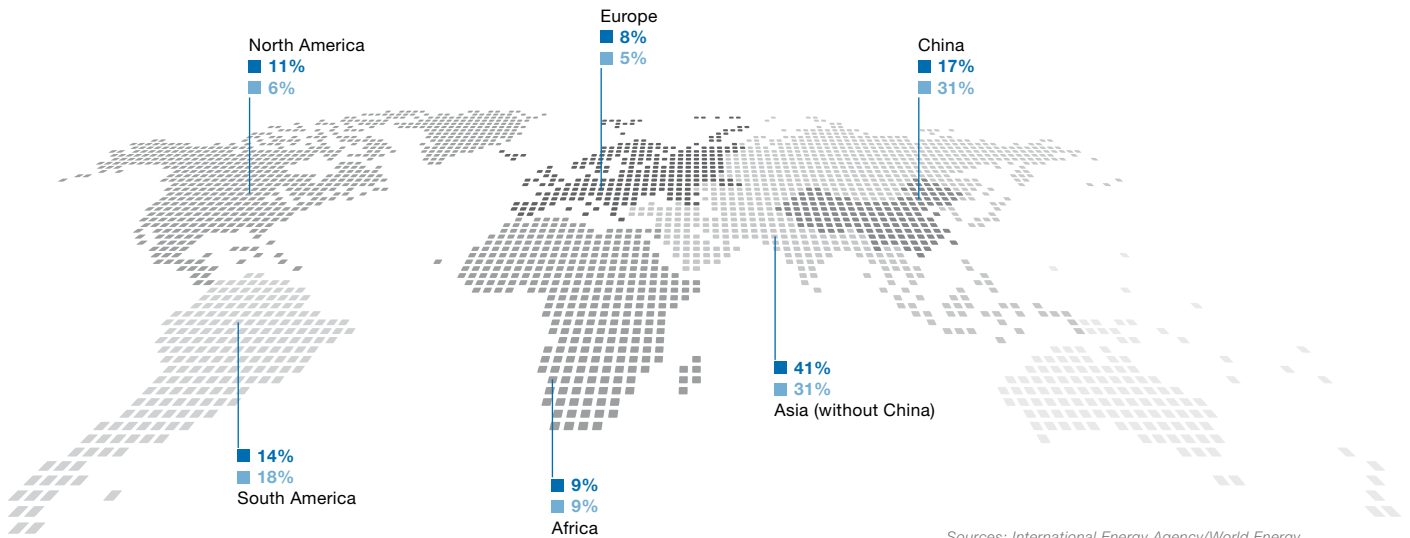 Europe
8%
5%
North America
11%
6%
China
17%
31%
41%
31%
Asia (without China)
14%
18%
South America
9%
9%
Africa
Sources: International Energy Agency/World Energy